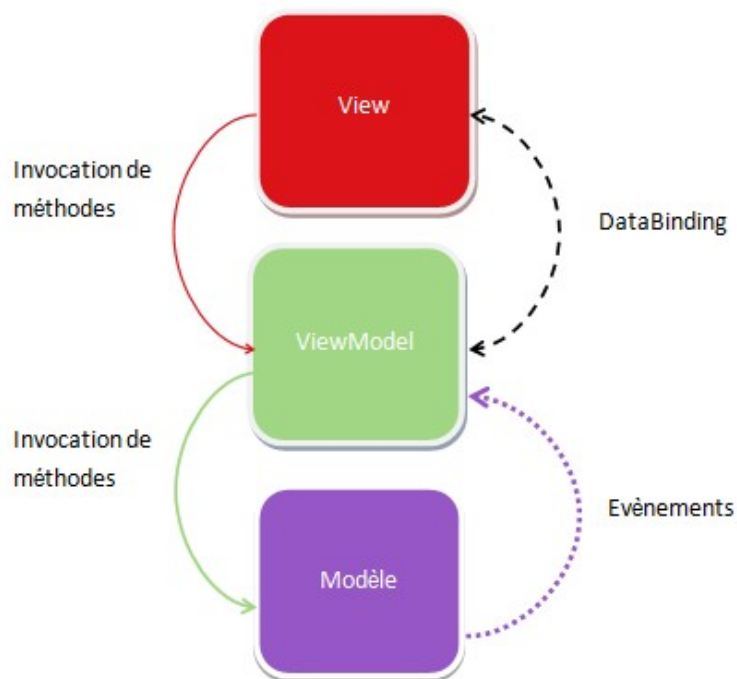 View
Invocation de
méthodes
DataBinding
ViewModel
Invocation de
méthodes
Evènements
Modèle